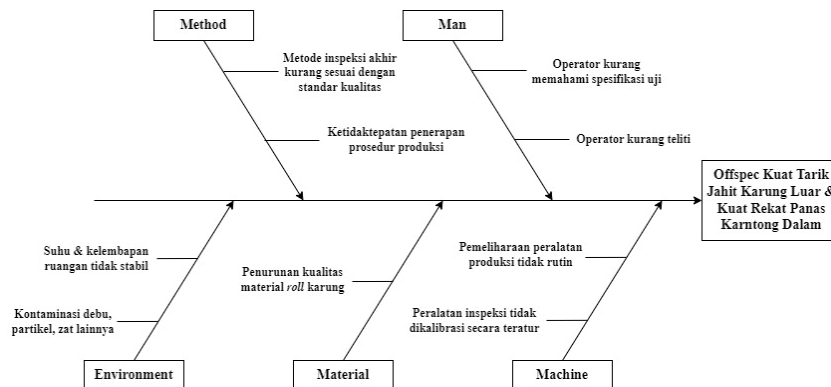 Method
Man
Metode inspeksi akhir
kurang sesuai dengan
standar kualitas
Operator kurang
memahami spesifikasi uji
Ketidaktepatan penerapan
prosedur produksi
Operator kurang teliti
Offspec Kuat Tarik
Jahit Karung Luar &
Kuat Rekat Panas
Karntong Dalam
Suhu & kelembapan
ruangan tidak stabil
Kontaminasi debu,
partikel, zat lainnya
Penurunan kualitas
material roll karung
Pemeliharaan peralatan
produksi tidak rutin
Peralatan inspeksi tidak
dikalibrasi secara teratur
Environment
Material
Machine